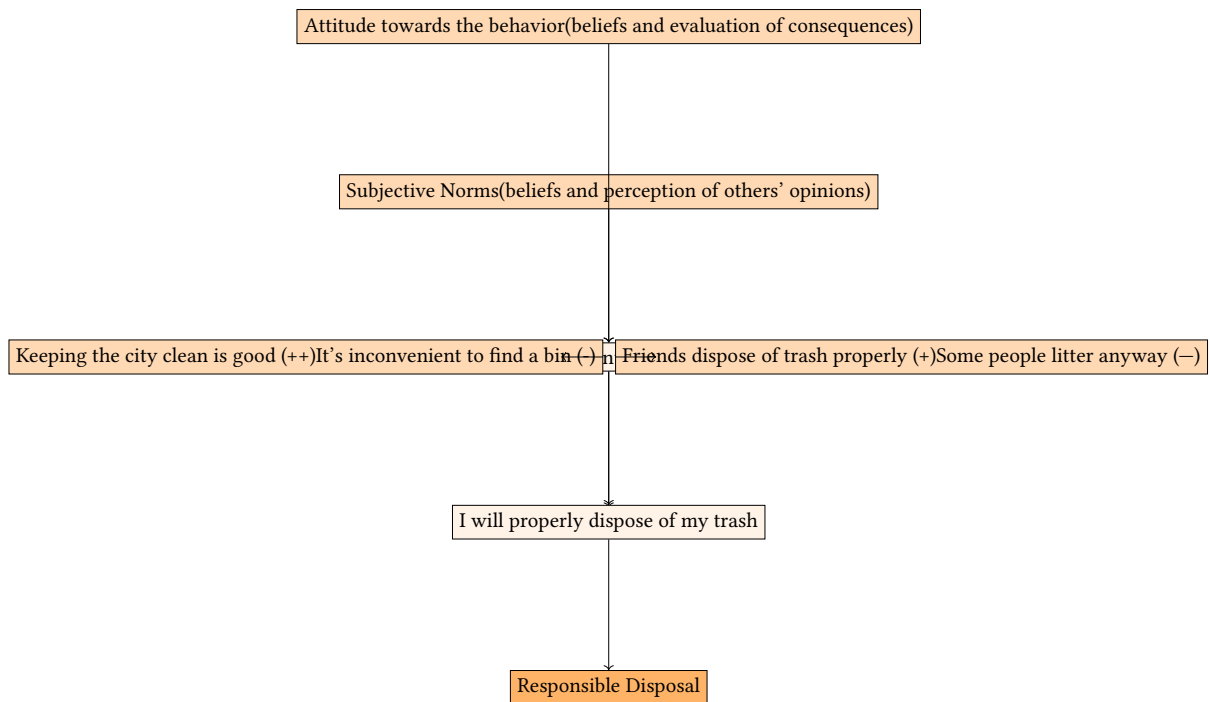 Attitude towards the behavior(beliefs and evaluation of consequences)
Subjective Norms(beliefs and perception of others’ opinions)
Keeping the city clean is good (++)It’s inconvenient to find a bin (-)
n
Friends dispose of trash properly (+)Some people litter anyway (—)
I will properly dispose of my trash
Responsible Disposal